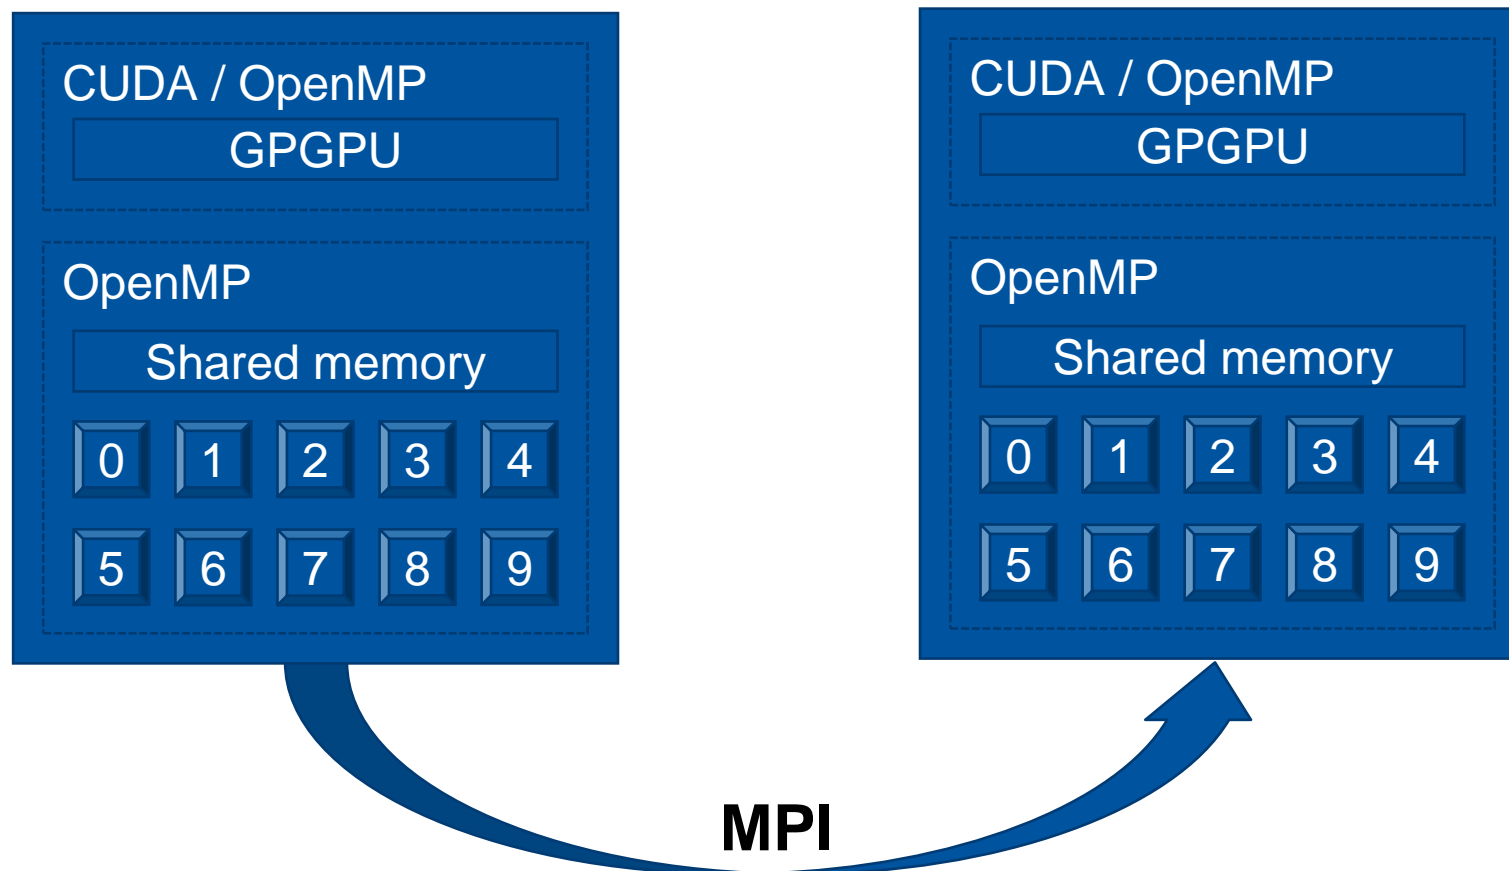 CUDA / OpenMP
GPGPU
OpenMP
Shared memory
0 1 2 3 4
5 6 7 8 9
CUDA / OpenMP
GPGPU
OpenMP
Shared memory
0 1 2 3 4
5 6 7 8 9
MPI